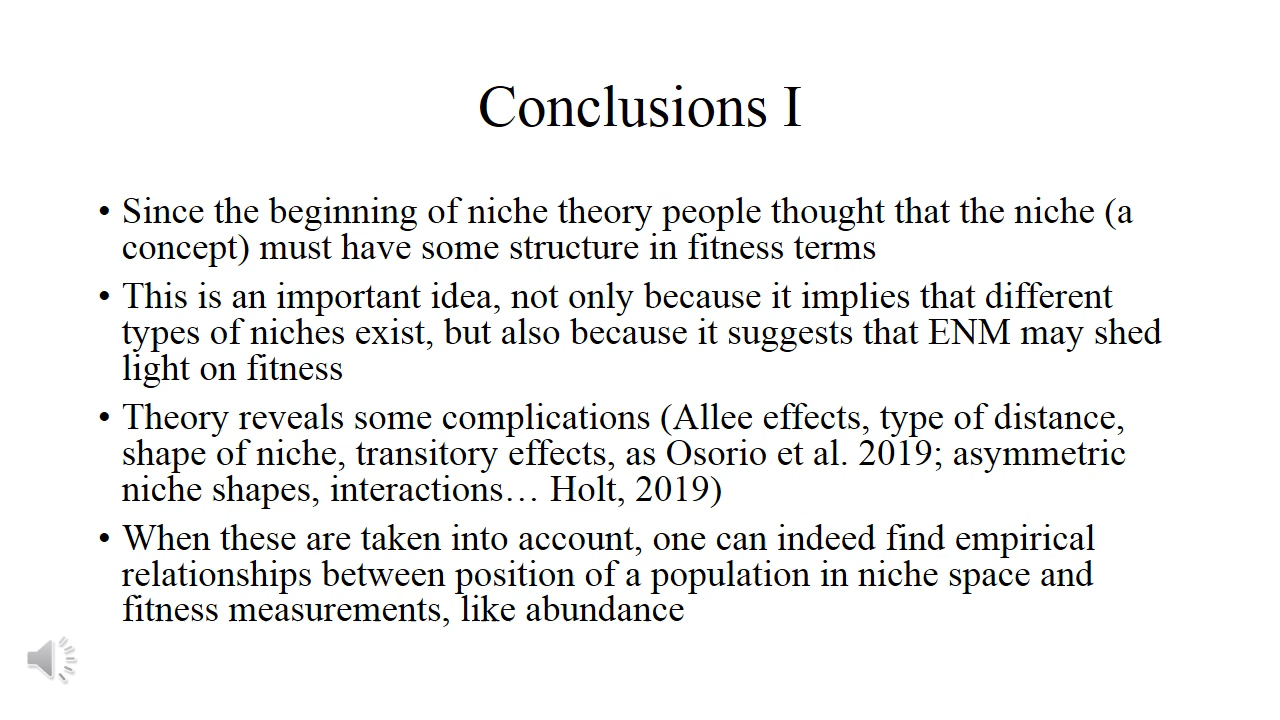 Conclusions I
• Since the beginning of niche theory people thought that the niche (a
concept) must have some structure in fitness terms
• This is an important idea, not only because it implies that different
types of niches exist, but also because it suggests that ENM may shed
light on fitness
• Theory reveals some complications (Allee effects, type of distance,
shape of niche, transitory effects, as Osorio et al. 2019; asymmetric
niche shapes, interactions… Holt, 2019)
• When these are taken into account, one can indeed find empirical
relationships between position of a population in niche space and
fitness measurements, like abundance